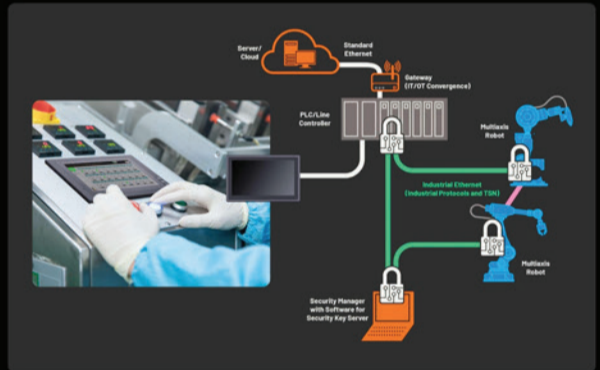 Server/
Cloud
Standard
Ethernet
Gateway
(IT/OT Convergence)
PLC/Line
Controller
Multiaxis
Robot
Industrial Ethernet
(Industrial Protocols and TSN)
Multiaxis
Robot
Security Manager
with Software for
Security Key Server